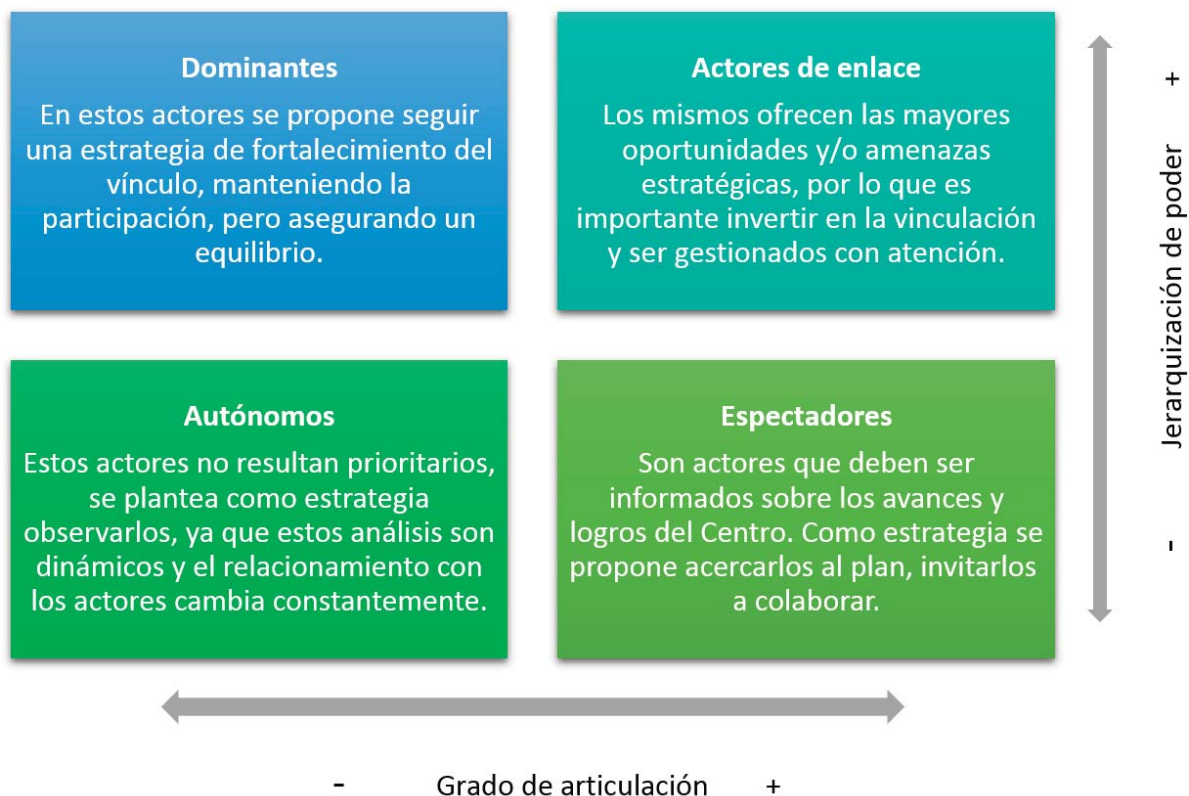 Dominantes
En estos actores se propone seguir
una estrategia de fortalecimiento del
vínculo, manteniendo la
participación, pero asegurando un
equilibrio.
Actores de enlace
Los mismos ofrecen las mayores
oportunidades y/o amenazas
estratégicas, por lo que es
importante invertir en la vinculación
y ser gestionados con atención.
Autónomos
Estos actores no resultan prioritarios,
se plantea como estrategia
observarlos, ya que estos análisis son
dinámicos y el relacionamiento con
los actores cambia constantemente.
Espectadores
Son actores que deben ser
informados sobre los avances y
logros del Centro. Como estrategia se
propone acercarlos al plan, invitarlos
a colaborar.
- Jerarquización de poder +
- Grado de articulación +